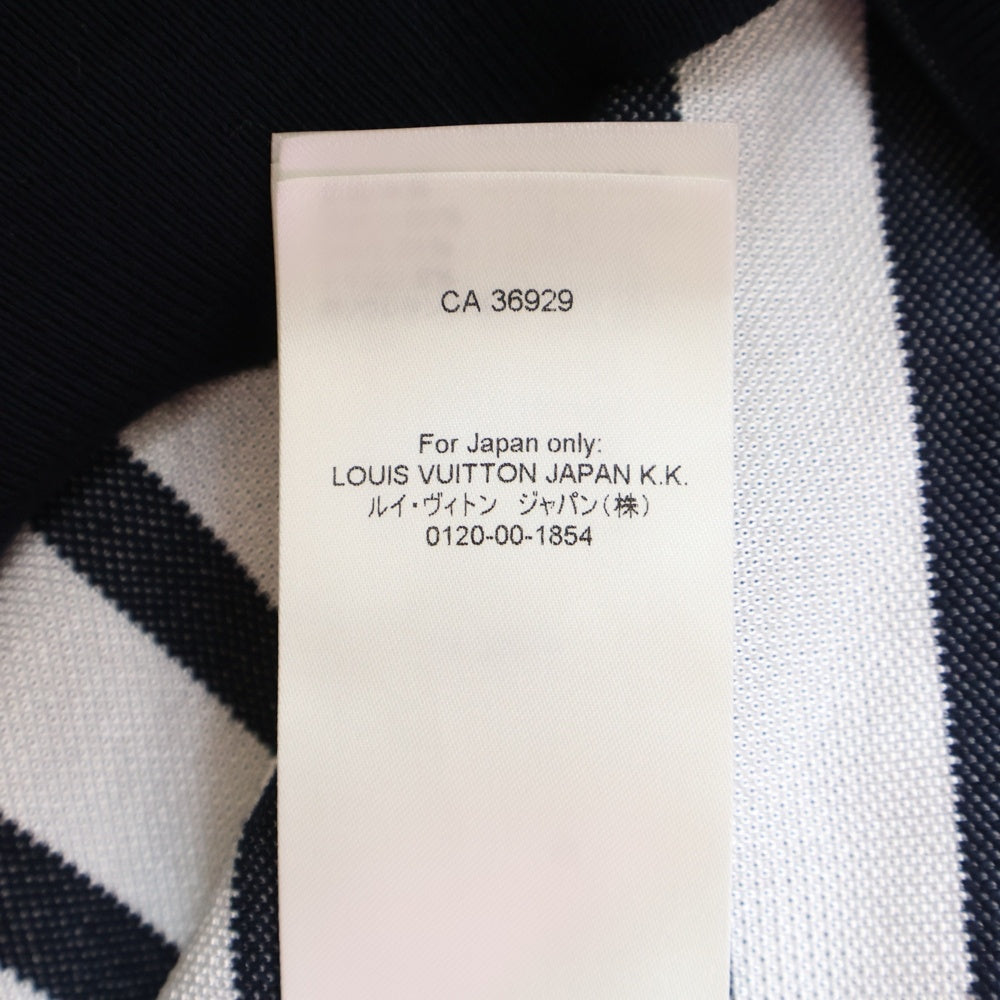 CA 36929
For Japan only:
LOUIS VUITTON JAPAN K.K.
ルイ・ヴィトン ジャパン(株)
0120-00-1854